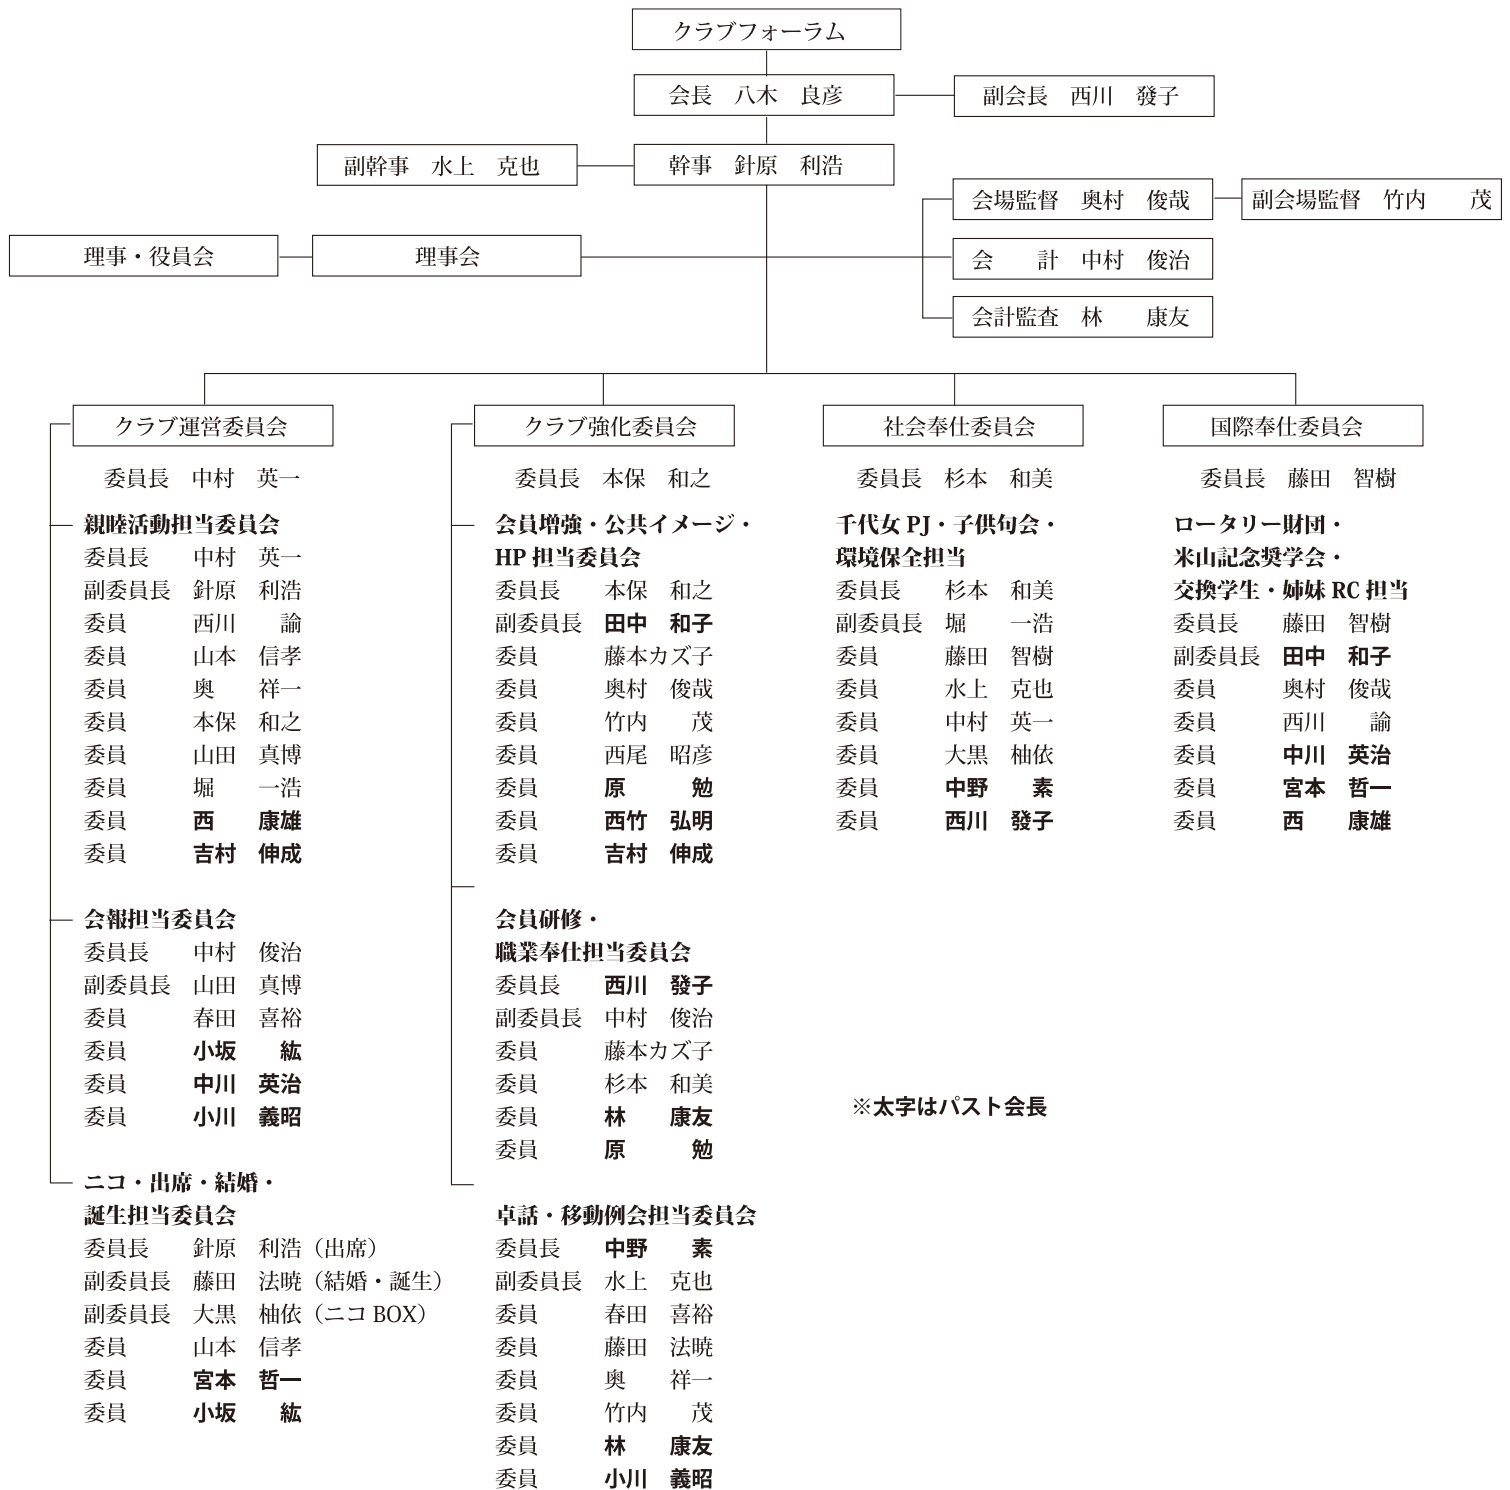 クラブフォーラム
会長　八木　良彦
副会長　西川　發子
副幹事　水上　克也
幹事　針原　利浩
会場監督　奥村　俊哉
副会場監督　竹内　　茂
理事・役員会
理事会
会　　計　中村　俊治
会計監査　林　　康友
クラブ運営委員会
委員長　中村　英一
親睦活動担当委員会
委員長　　中村　英一
副委員長　針原　利浩
委員　　　西川　　諭
委員　　　山本　信孝
委員　　　奥　　祥一
委員　　　本保　和之
委員　　　山田　真博
委員　　　堀　　一浩
委員　　　西　　康雄
委員　　　吉村　伸成
会報担当委員会
委員長　　中村　俊治
副委員長　山田　真博
委員　　　春田　喜裕
委員　　　小坂　　紘
委員　　　中川　英治
委員　　　小川　義昭
ニコ・出席・結婚・
誕生担当委員会
委員長　　針原　利浩（出席）
副委員長　藤田　法暁（結婚・誕生）
副委員長　大黒　柚依（ニコ BOX）
委員　　　山本　信孝
委員　　　宮本　哲一
委員　　　小坂　　紘
クラブ強化委員会
委員長　本保　和之
会員増強・公共イメージ・
HP 担当委員会
委員長　　本保　和之
副委員長　田中　和子
委員　　　藤本カズ子
委員　　　奥村　俊哉
委員　　　竹内　　茂
委員　　　西尾　昭彦
委員　　　原　　　勉
委員　　　西竹　弘明
委員　　　吉村　伸成
会員研修・
職業奉仕担当委員会
委員長　　西川　發子
副委員長　中村　俊治
委員　　　藤本カズ子
委員　　　杉本　和美
委員　　　林　　康友
委員　　　原　　　勉
卓話・移動例会担当委員会
委員長　　中野　　素
副委員長　水上　克也
委員　　　春田　喜裕
委員　　　藤田　法暁
委員　　　奥　　祥一
委員　　　竹内　　茂
委員　　　林　　康友
委員　　　小川　義昭
社会奉仕委員会
委員長　杉本　和美
千代女 PJ・子供句会・
環境保全担当
委員長　　杉本　和美
副委員長　堀　　一浩
委員　　　藤田　智樹
委員　　　水上　克也
委員　　　中村　英一
委員　　　大黒　柚依
委員　　　中野　　素
委員　　　西川　發子
国際奉仕委員会
委員長　藤田　智樹
ロータリー財団・
米山記念奨学会・
交換学生・姉妹 RC 担当
委員長　　藤田　智樹
副委員長　田中　和子
委員　　　奥村　俊哉
委員　　　西川　　諭
委員　　　中川　英治
委員　　　宮本　哲一
委員　　　西　　康雄
※太字はパスト会長